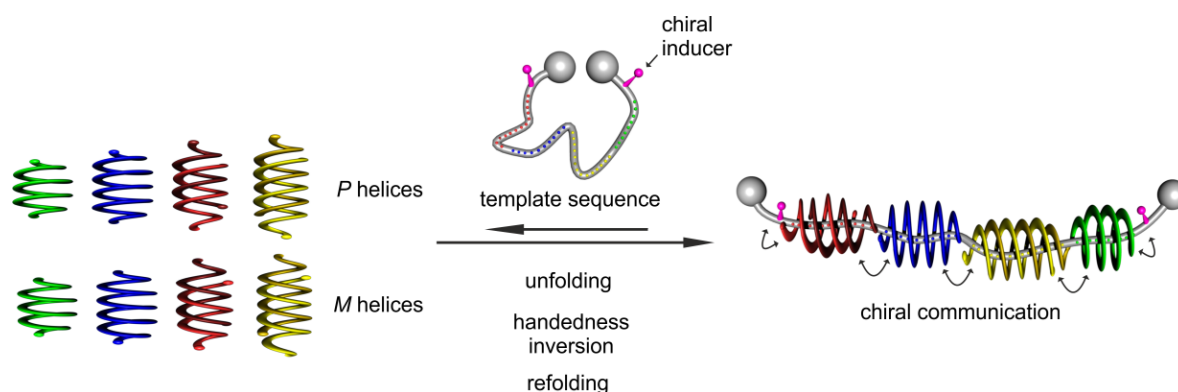 chiral
inducer
P helices
template sequence
M helices
unfolding
handedness
inversion
refolding
chiral communication